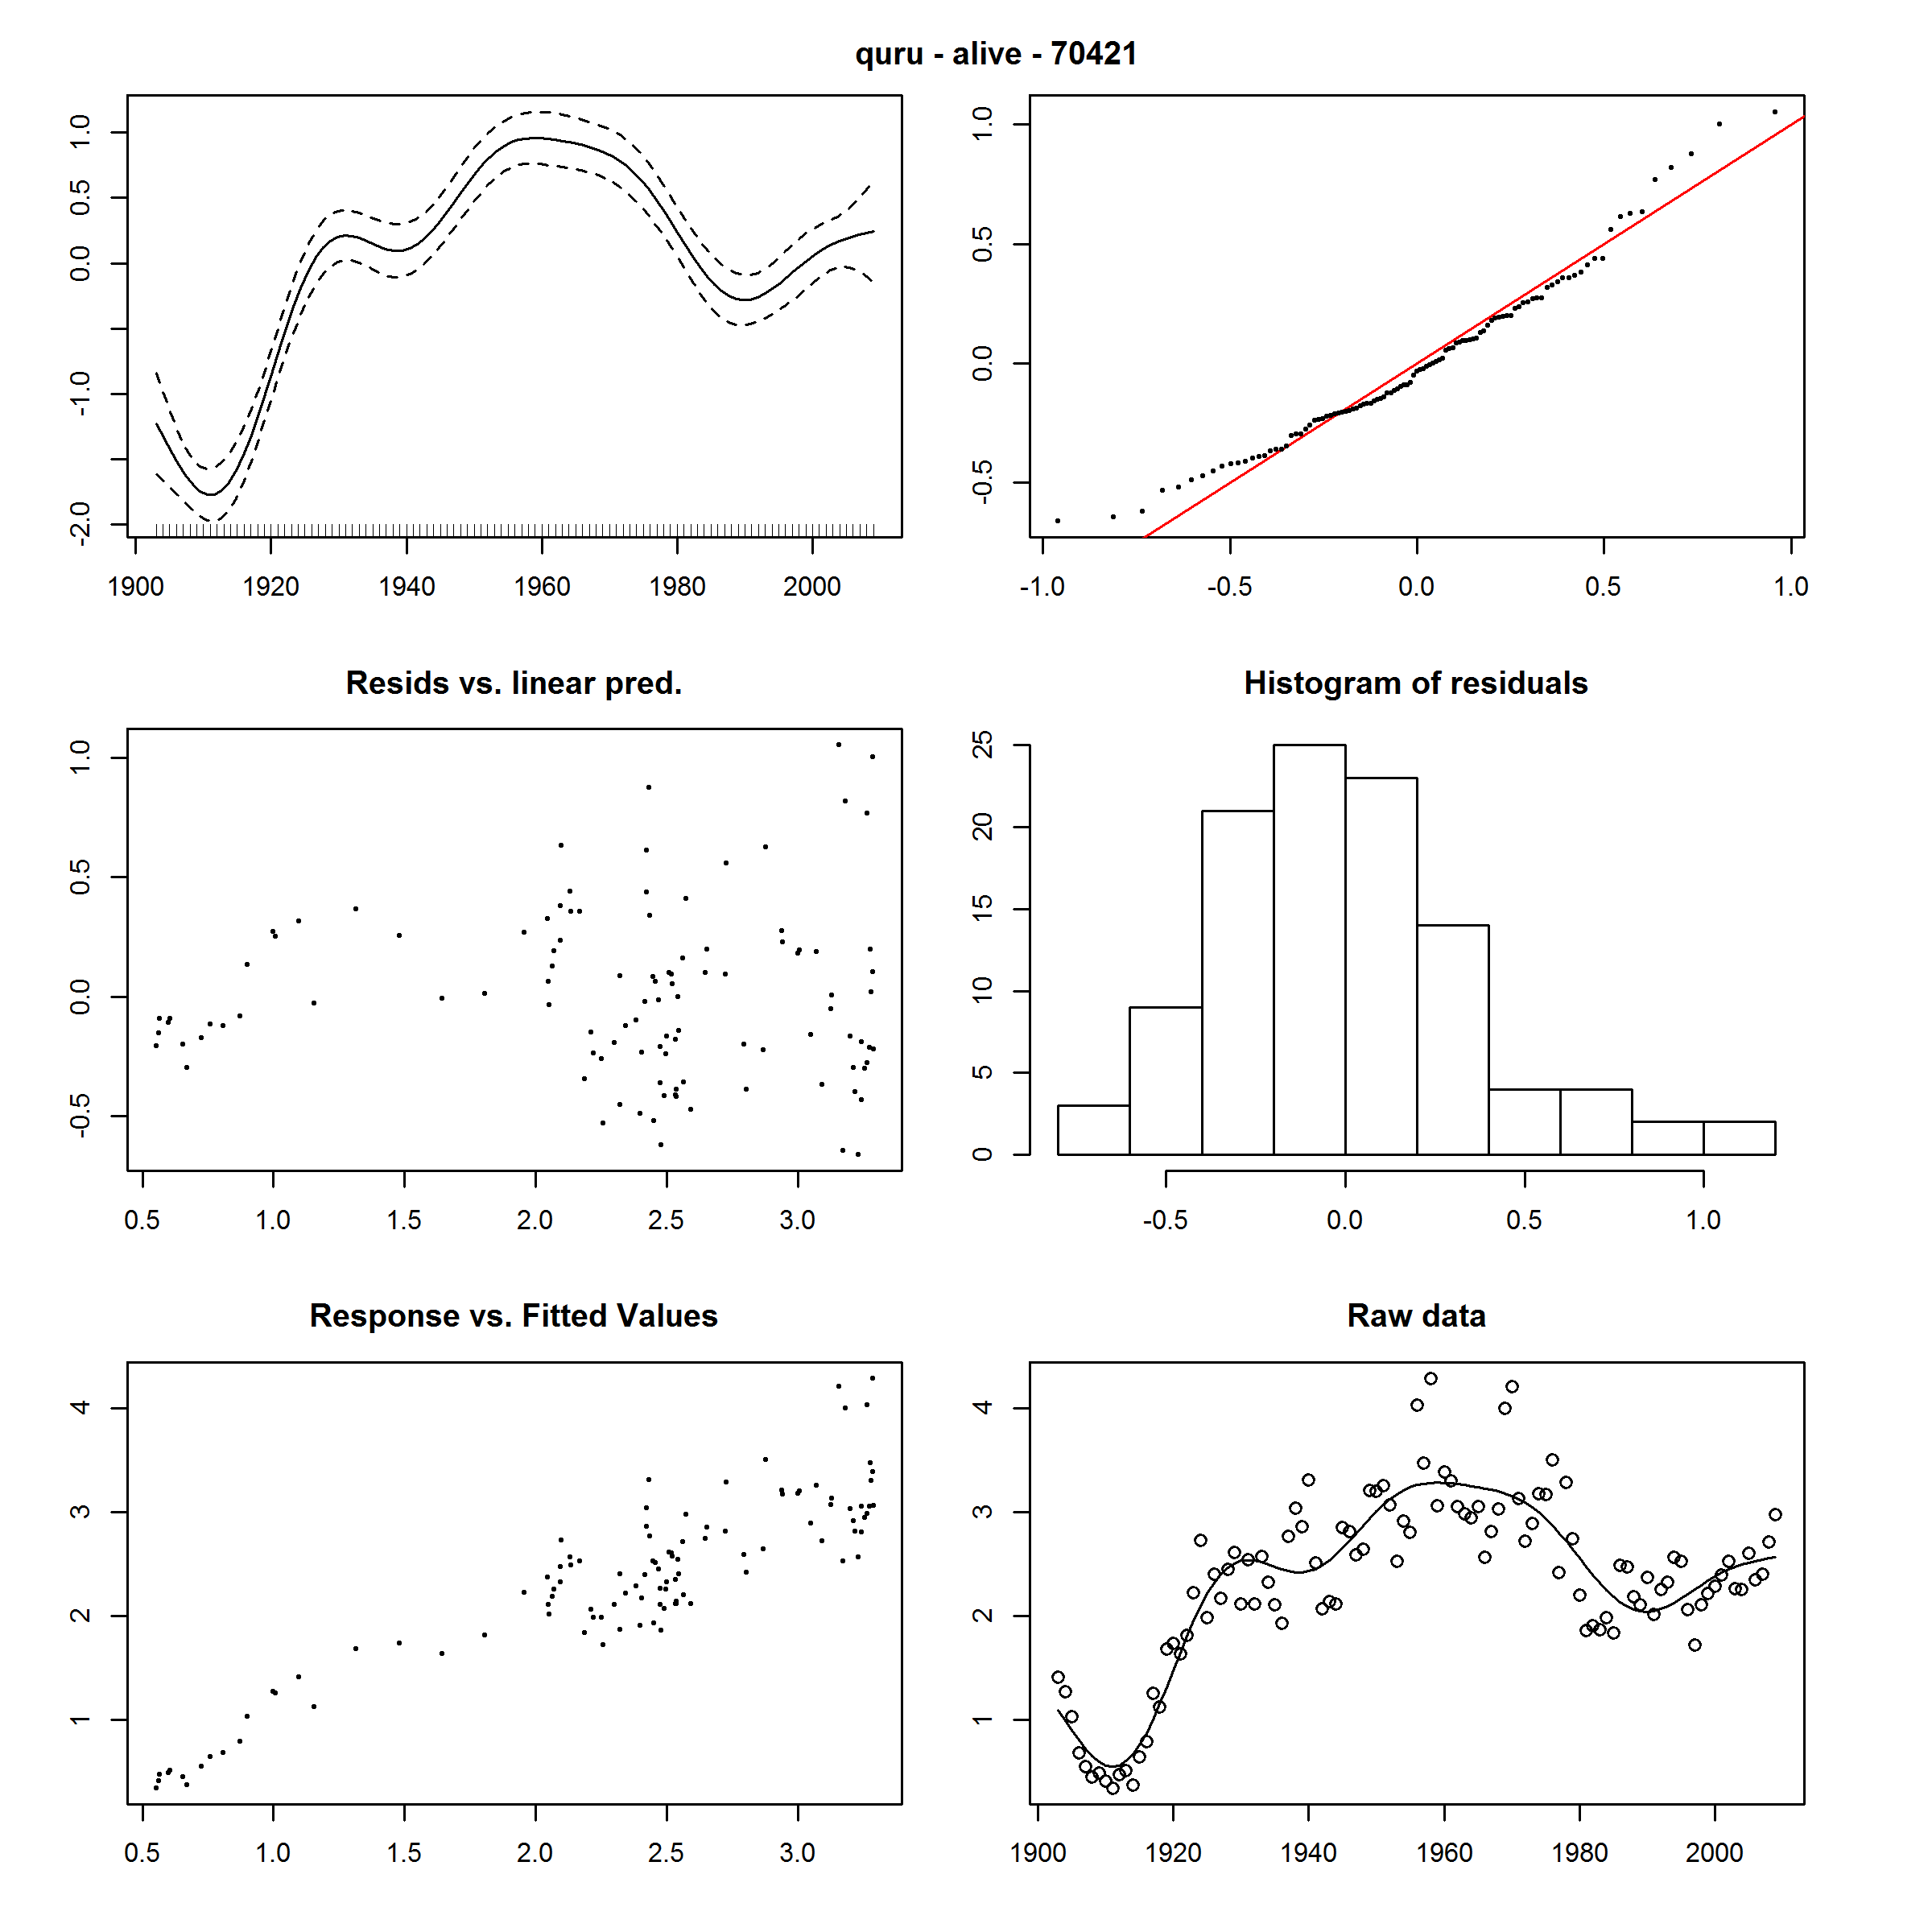 quru - alive - 70421
-2.0 -1.0 0.0 0.5 1.0
1900 1920 1940 1960 1980 2000
-0.5 0.0 0.5 1.0
-1.0 -0.5 0.0 0.5 1.0
Resids vs. linear pred.
-0.5 0.0 0.5 1.0
0.5 1.0 1.5 2.0 2.5 3.0
Histogram of residuals
0 5 10 15 20 25
-0.5 0.0 0.5 1.0
Response vs. Fitted Values
1 2 3 4
0.5 1.0 1.5 2.0 2.5 3.0
Raw data
1 2 3 4
1900 1920 1940 1960 1980 2000